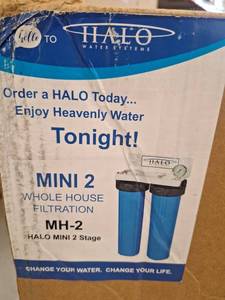 Hello TO HALO
WATER SYSTEMS
Order a HALO Today...
Enjoy Heavenly Water
Tonight!
HALO
MINI 2
WHOLE HOUSE
FILTRATION
MH-2
HALO MINI 2 Stage
CHANGE YOUR WATER. CHANGE YOUR LIFE.